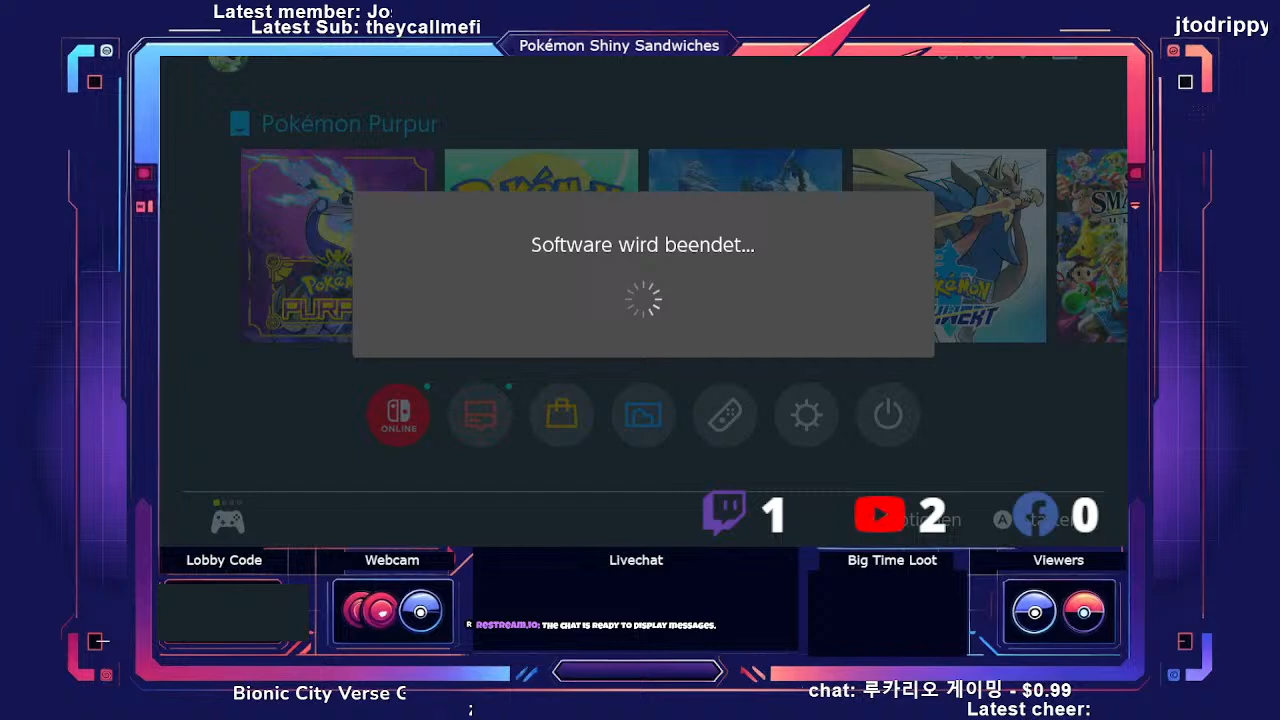 Latest member: Jo
Latest Sub: theycallmefi
jtodrippy
Pokémon Shiny Sandwiches
Pokémon Purpur
Software wird beendet...
ONLINE
1
2
0
Lobby Code
Webcam
Livechat
Big Time Loot
Viewers
RESTREAM.IO: THE CHAT IS READY TO DISPLAY MESSAGES.
Bionic City Verse
chat: 루카리오 게이밍 - $0.99
Latest cheer: